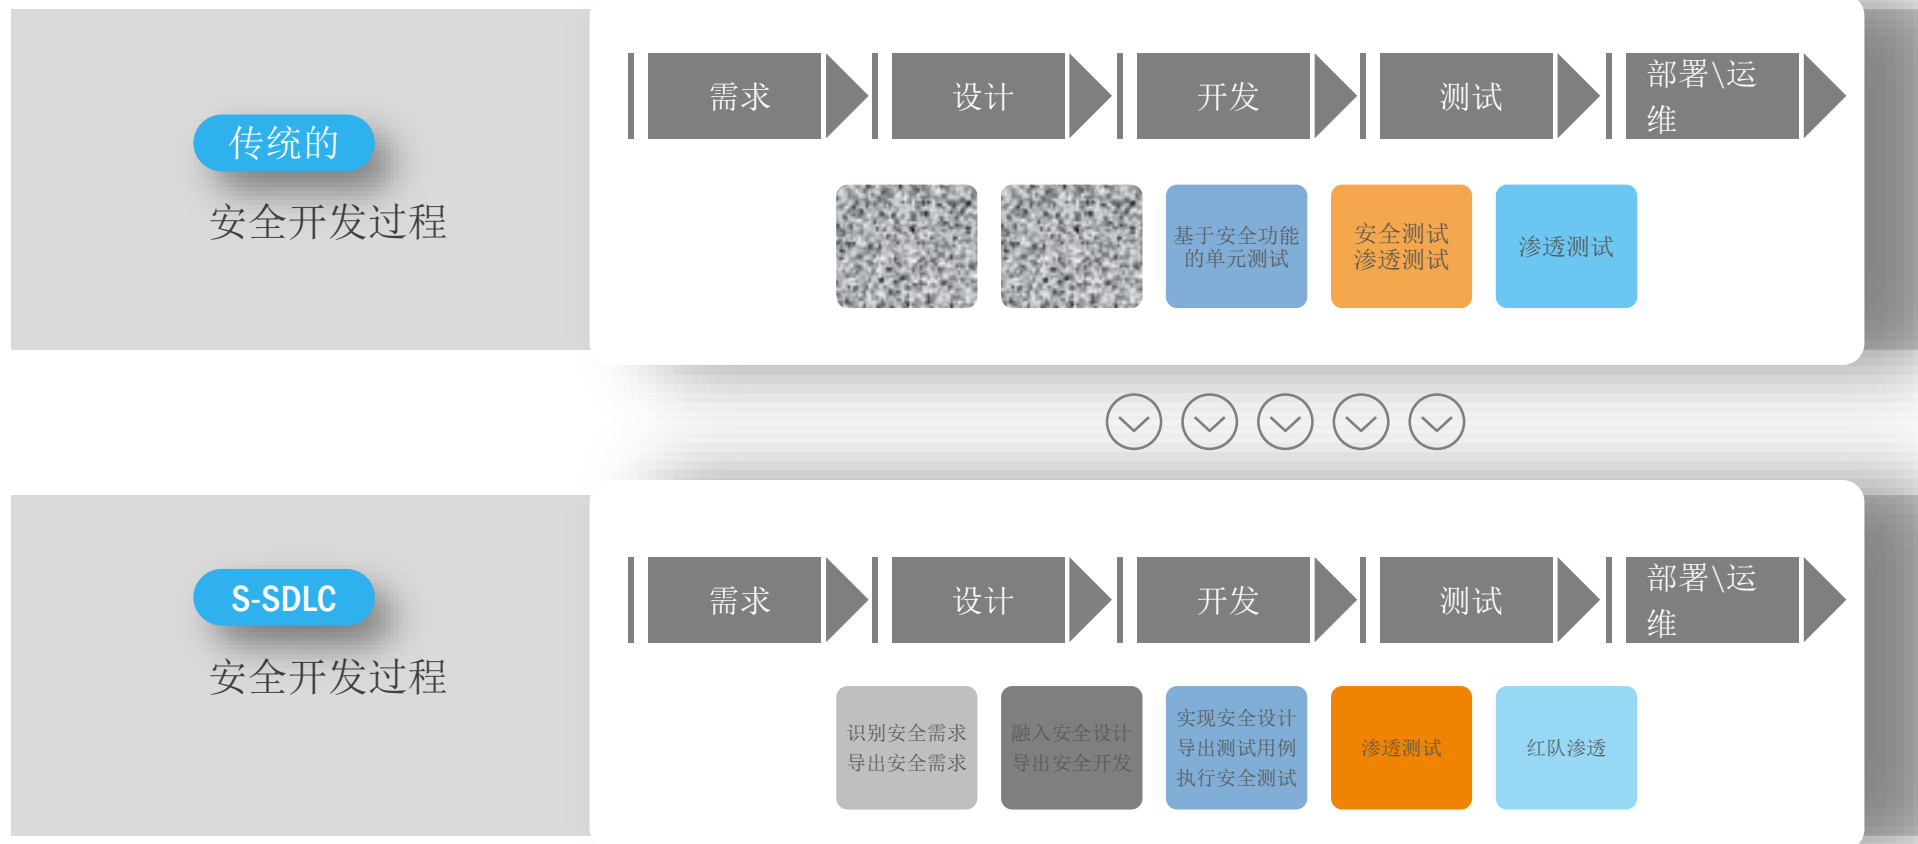 传统的
安全开发过程
需求
设计
开发
测试
部署\运
维
基于安全功能
的单元测试
安全测试
渗透测试
渗透测试
S-SDLC
安全开发过程
需求
设计
开发
测试
部署\运
维
识别安全需求
导出安全需求
融入安全设计
导出安全开发
实现安全设计
导出测试用例
执行安全测试
渗透测试
红队渗透